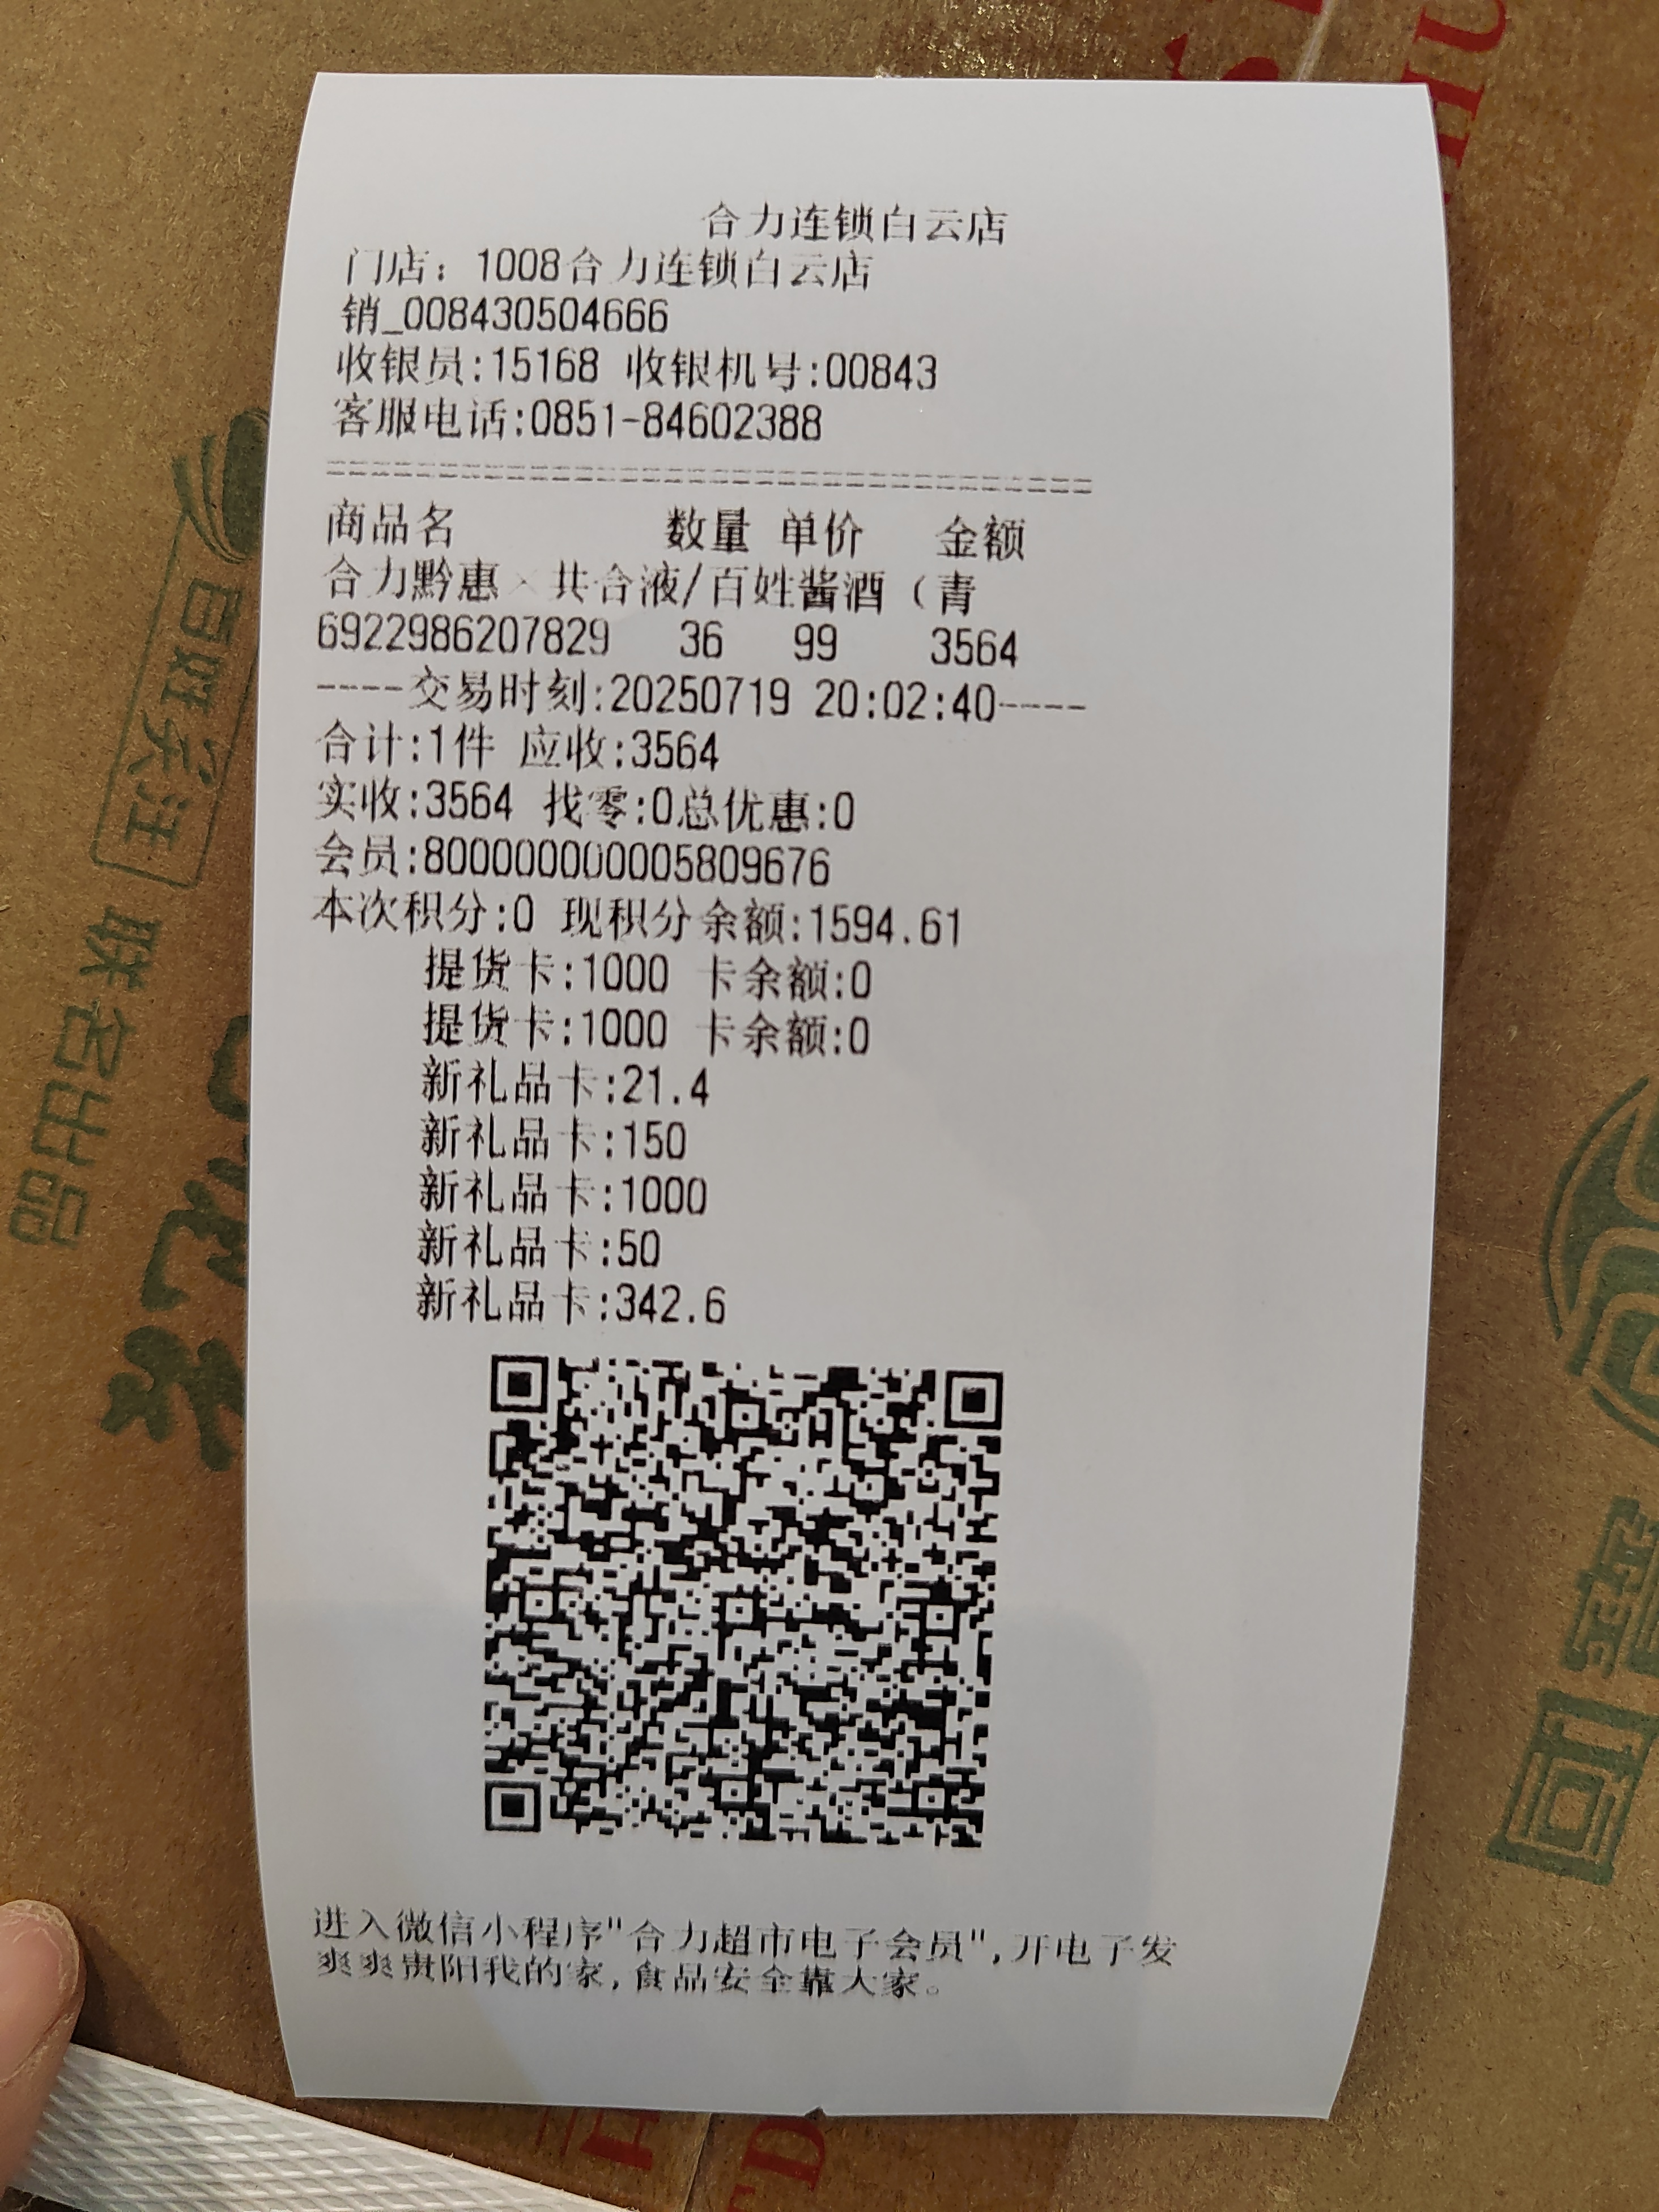 合力连锁白云店
门店：1008合力连锁白云店
销_008430504666
收银员:15168 收银机号:00843
客服电话:0851-84602388
===================================
商品名 数量 单价 金额
合力黔惠×共合液/百姓酱酒（青
6922986207829 36 99 3564
----交易时刻:20250719 20:02:40----
合计:1件 应收:3564
实收:3564 找零:0总优惠:0
会员:800000000005809676
本次积分:0 现积分余额:1594.61
提货卡:1000 卡余额:0
提货卡:1000 卡余额:0
新礼品卡:21.4
新礼品卡:150
新礼品卡:1000
新礼品卡:50
新礼品卡:342.6
进入微信小程序"合力超市电子会员",开电子发
爽爽贵阳我的家,食品安全靠大家。
百姓关注
联名出品